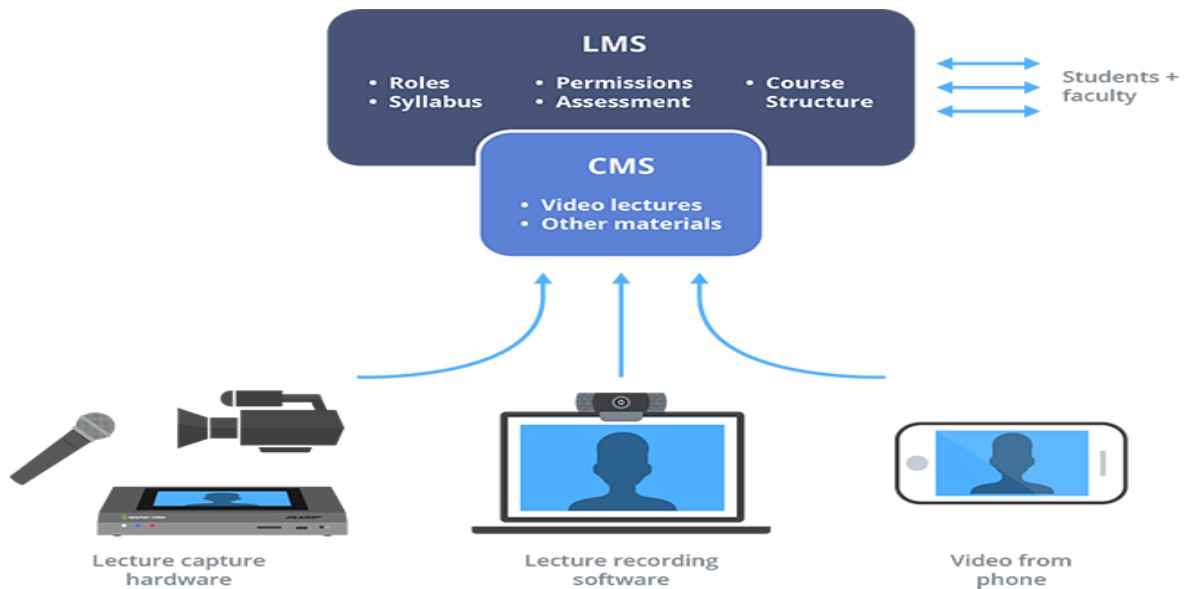 LMS
• Roles
• Syllabus
• Permissions
• Assessment
• Course
Structure
Students +
faculty
CMS
• Video lectures
• Other materials
Lecture capture
hardware
Lecture recording
software
Video from
phone